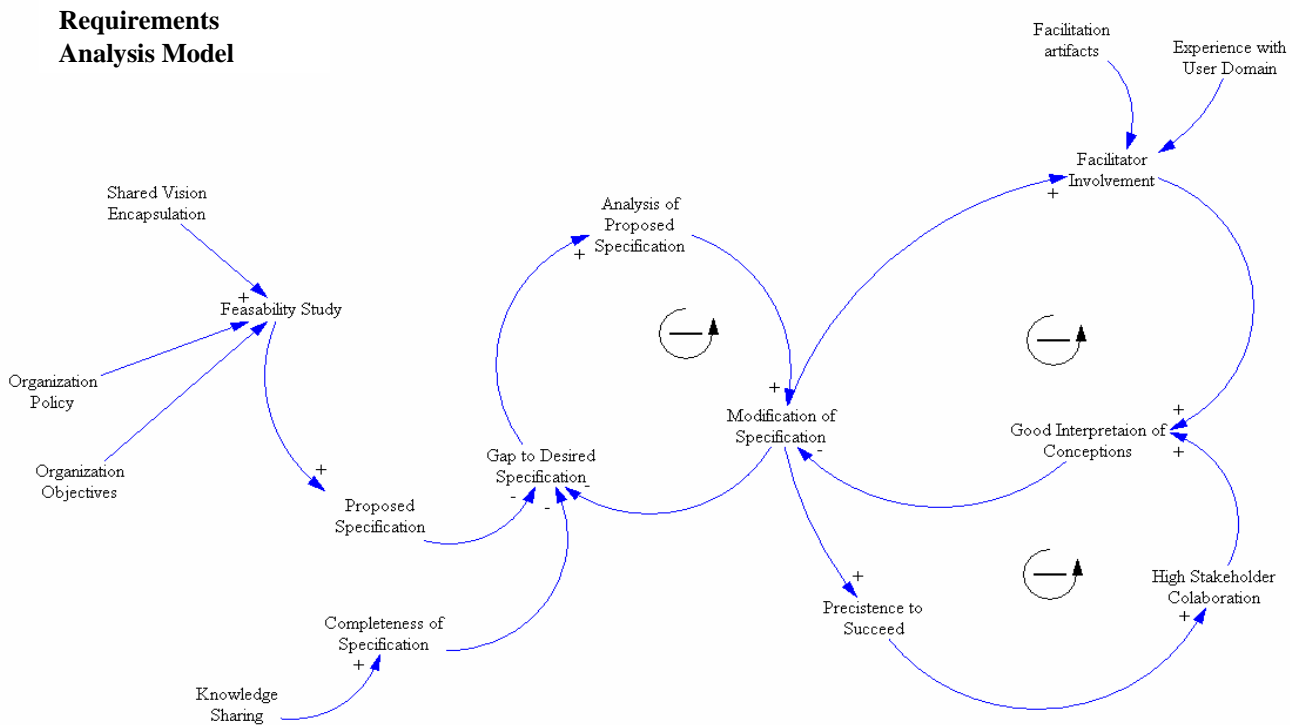 Requirements
Analysis Model
Facilitation
artifacts
Experience with
User Domain
Facilitator
Involvement
+
Shared Vision
Encapsulation
Analysis of
Proposed
Specification
+
+
Feasability Study
Organization
Policy
Organization
Objectives
+
Proposed
Specification
Gap to Desired
Specification
-
-
-
+
Modification of
Specification
-
+
Good Interpretaion of
Conceptions
+
+
Precistence to
Succeed
High Stakeholder
Colaboration
+
Completeness of
Specification
+
Knowledge
Sharing